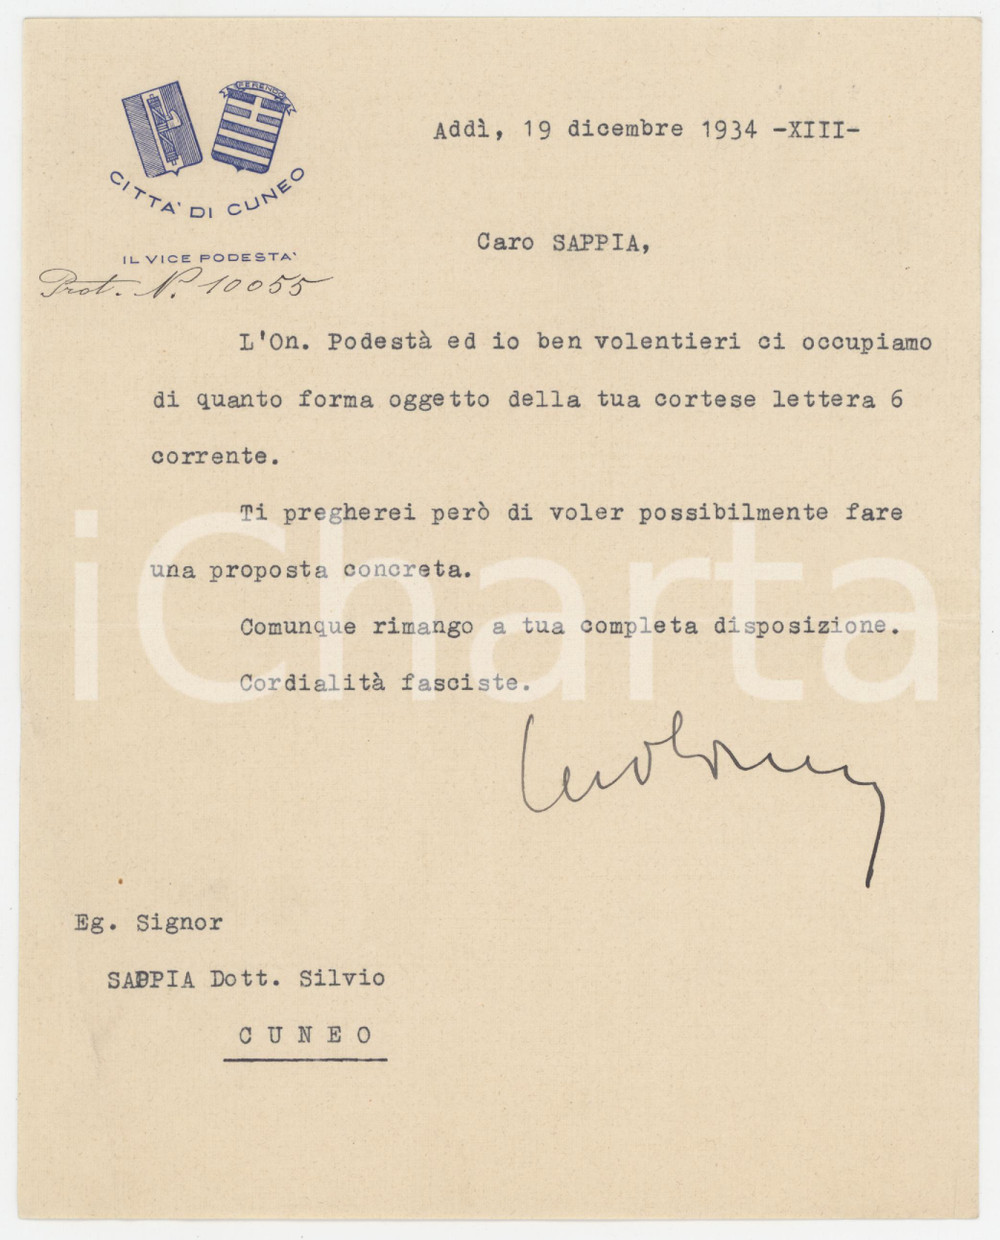 FERENDO
CITTA' DI CUNEO
IL VICE PODESTA'
Prot. N. 10055
Addì, 19 dicembre 1934 -XIII-
Caro SAPPIA,
L'On. Podestà ed io ben volentieri ci occupiamo
di quanto forma oggetto della tua cortese lettera 6
corrente.
Ti pregherei però di voler possibilmente fare
una proposta concreta.
Comunque rimango a tua completa disposizione.
Cordialità fasciste.
Eg. Signor
SAPPIA Dott. Silvio
C U N E O
iCharta